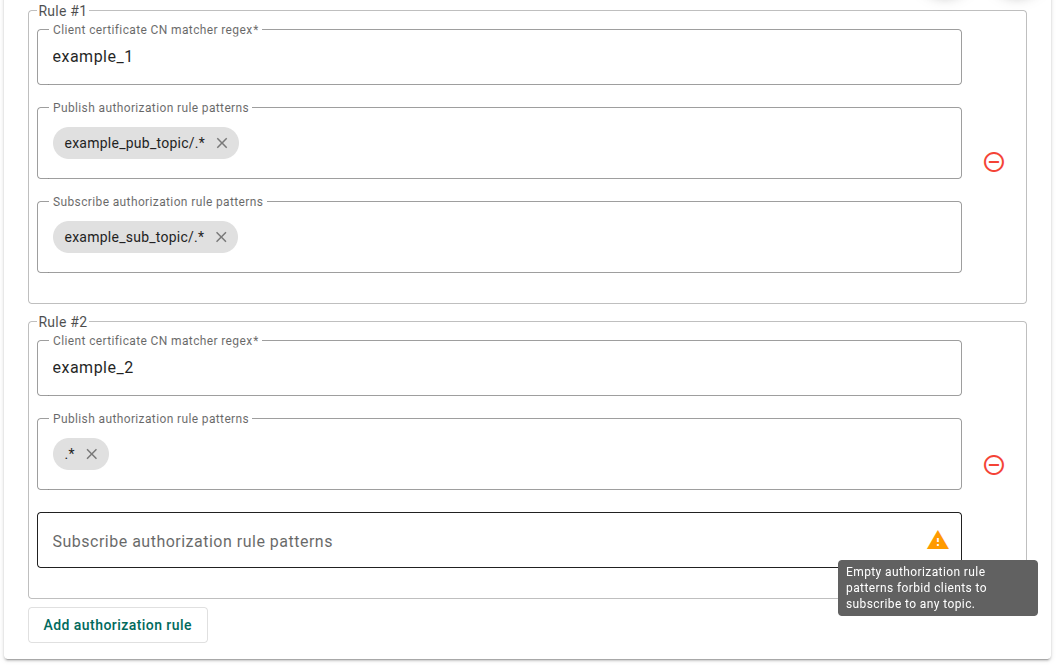 Rule #1
Client certificate CN matcher regex*
example_1
Publish authorization rule patterns
example_pub_topic/.*
Subscribe authorization rule patterns
example_sub_topic/.*
Rule #2
Client certificate CN matcher regex*
example_2
Publish authorization rule patterns
.*
Subscribe authorization rule patterns
Empty authorization rule
patterns forbid clients to
subscribe to any topic.
Add authorization rule